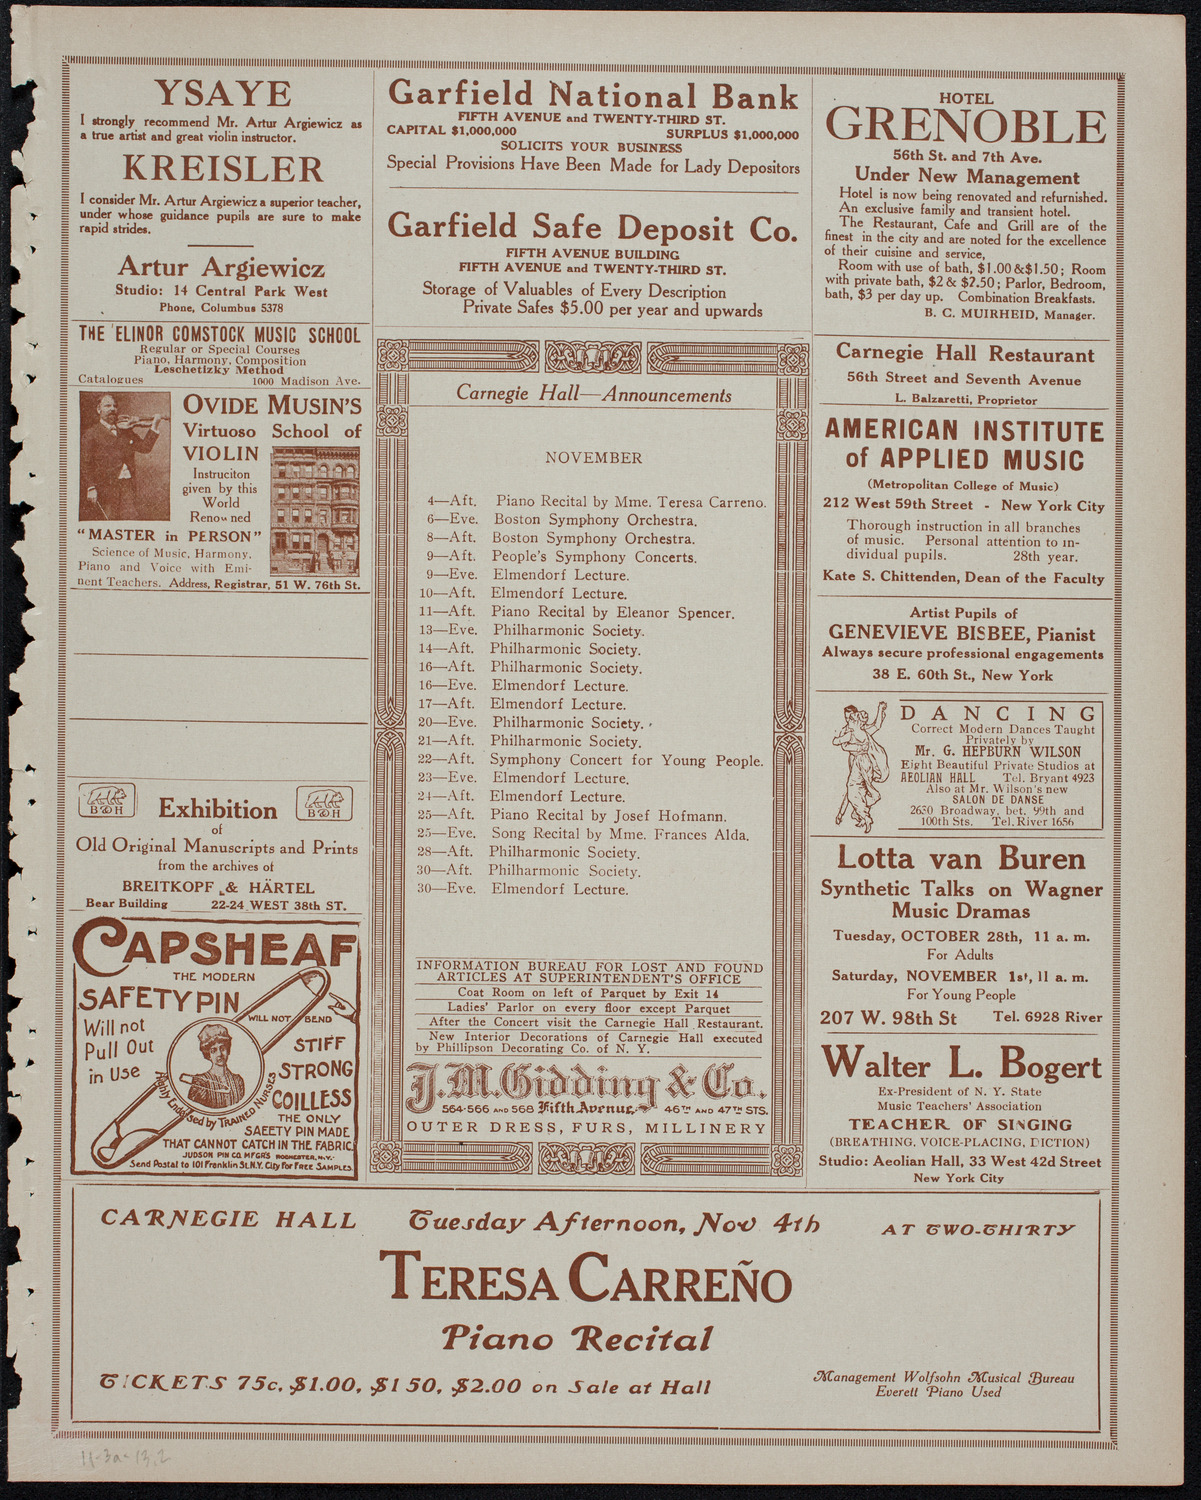 YSAYE
I strongly recommend Mr. Artur Argiewicz as
a true artist and great violin instructor.
KREISLER
I consider Mr. Artur Argiewicz a superior teacher,
under whose guidance pupils are sure to make
rapid strides.
Artur Argiewicz
Studio: 14 Central Park West
Phone, Columbus 5378
THE ELINOR COMSTOCK MUSIC SCHOOL
Regular or Special Courses
Piano, Harmony, Composition
Leschetizky Method
Catalogues 1000 Madison Ave.
OVIDE MUSIN'S
Virtuoso School of
VIOLIN
Instruciton
given by this
World
Renowned
"MASTER in PERSON"
Science of Music, Harmony,
Piano and Voice with Emi-
nent Teachers. Address, Registrar, 51 W. 76th St.
B&H
Exhibition
B&H
of
Old Original Manuscripts and Prints
from the archives of
BREITKOPF & HÄRTEL
Bear Building 22-24 WEST 38th ST.
CAPSHEAF
THE MODERN
SAFETY PIN
WILL NOT BEND
Will not
Pull Out
in Use
STIFF
STRONG
COILESS
Highly Endorsed by TRAINED NURSES
THE ONLY
SAEETY PIN MADE
THAT CANNOT CATCH IN THE FABRIC
JUDSON PIN CO. MFGRS ROCHESTER, N.Y.
Send Postal to 101 Franklin St. N.Y. City for FREE SAMPLES
Garfield National Bank
FIFTH AVENUE and TWENTY-THIRD ST.
CAPITAL $1,000,000 SURPLUS $1,000,000
SOLICITS YOUR BUSINESS
Special Provisions Have Been Made for Lady Depositors
Garfield Safe Deposit Co.
FIFTH AVENUE BUILDING
FIFTH AVENUE and TWENTY-THIRD ST.
Storage of Valuables of Every Description
Private Safes $5.00 per year and upwards
Carnegie Hall—Announcements
NOVEMBER
4—Aft. Piano Recital by Mme. Teresa Carreno.
6—Eve. Boston Symphony Orchestra.
8—Aft. Boston Symphony Orchestra.
9—Aft. People's Symphony Concerts.
9—Eve. Elmendorf Lecture.
10—Aft. Elmendorf Lecture.
11—Aft. Piano Recital by Eleanor Spencer.
13—Eve. Philharmonic Society.
14—Aft. Philharmonic Society.
16—Aft. Philharmonic Society.
16—Eve. Elmendorf Lecture.
17—Aft. Elmendorf Lecture.
20—Eve. Philharmonic Society.
21—Aft. Philharmonic Society.
22—Aft. Symphony Concert for Young People.
23—Eve. Elmendorf Lecture.
24—Aft. Elmendorf Lecture.
25—Aft. Piano Recital by Josef Hofmann.
25—Eve. Song Recital by Mme. Frances Alda.
28—Aft. Philharmonic Society.
30—Aft. Philharmonic Society.
30—Eve. Elmendorf Lecture.
INFORMATION BUREAU FOR LOST AND FOUND
ARTICLES AT SUPERINTENDENT'S OFFICE
Coat Room on left of Parquet by Exit 14
Ladies' Parlor on every floor except Parquet
After the Concert visit the Carnegie Hall Restaurant.
New Interior Decorations of Carnegie Hall executed
by Phillipson Decorating Co. of N. Y.
J. M. Gidding & Co.
564-566 AND 568 Fifth Avenue 46TH AND 47TH STS.
OUTER DRESS, FURS, MILLINERY
HOTEL
GRENOBLE
56th St. and 7th Ave.
Under New Management
Hotel is now being renovated and refurnished.
An exclusive family and transient hotel.
The Restaurant, Cafe and Grill are of the
finest in the city and are noted for the excellence
of their cuisine and service,
Room with use of bath, $1.00 & $1.50; Room
with private bath, $2 & $2.50; Parlor, Bedroom,
bath, $3 per day up. Combination Breakfasts.
B. C. MUIRHEID, Manager.
Carnegie Hall Restaurant
56th Street and Seventh Avenue
L. Balzaretti, Proprietor
AMERICAN INSTITUTE
of APPLIED MUSIC
(Metropolitan College of Music)
212 West 59th Street - New York City
Thorough instruction in all branches
of music. Personal attention to in-
dividual pupils. 28th year.
Kate S. Chittenden, Dean of the Faculty
Artist Pupils of
GENEVIEVE BISBEE, Pianist
Always secure professional engagements
38 E. 60th St., New York
DANCING
Correct Modern Dances Taught
Privately by
Mr. G. HEPBURN WILSON
Eight Beautiful Private Studios at
AEOLIAN HALL Tel. Bryant 4923
Also at Mr. Wilson's new
SALON DE DANSE
2630 Broadway, bet. 99th and
100th Sts. Tel. River 1656
Lotta van Buren
Synthetic Talks on Wagner
Music Dramas
Tuesday, OCTOBER 28th, 11 a. m.
For Adults
Saturday, NOVEMBER 1st, 11 a. m.
For Young People
207 W. 98th St Tel. 6928 River
Walter L. Bogert
Ex-President of N. Y. State
Music Teachers' Association
TEACHER OF SINGING
(BREATHING, VOICE-PLACING, DICTION)
Studio: Aeolian Hall, 33 West 42d Street
New York City
CARNEGIE HALL Tuesday Afternoon, Nov 4th AT TWO-THIRTY
TERESA CARREÑO
Piano Recital
TICKETS 75c, $1.00, $1 50, $2.00 on Sale at Hall
Management Wolfsohn Musical Bureau
Everett Piano Used
11-3a-13.2